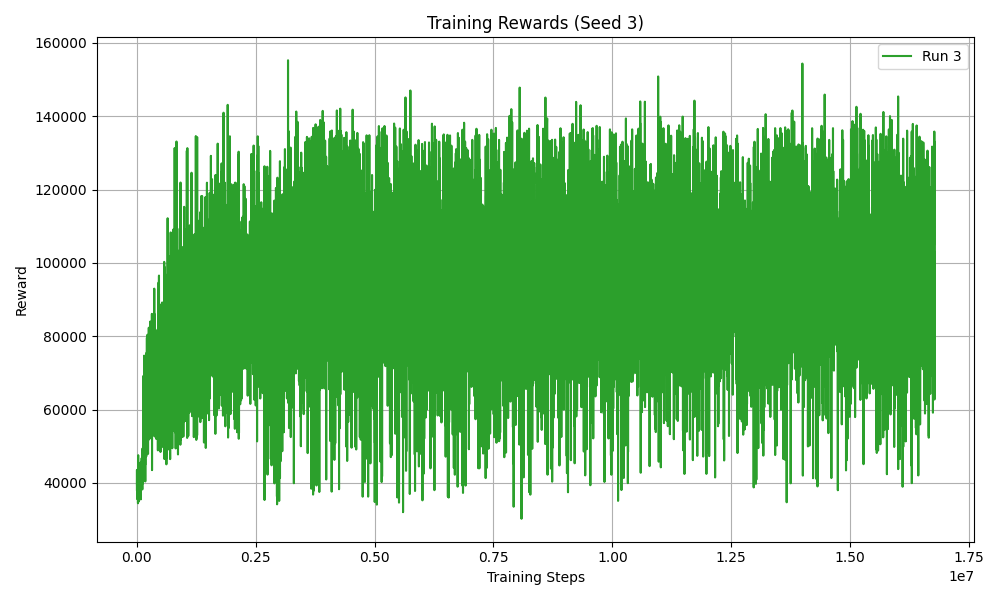 Training Rewards (Seed 3)
Run 3
160000
140000
120000
100000
80000
60000
40000
Reward
0.00 0.25 0.50 0.75 1.00 1.25 1.50 1.75
1e7
Training Steps